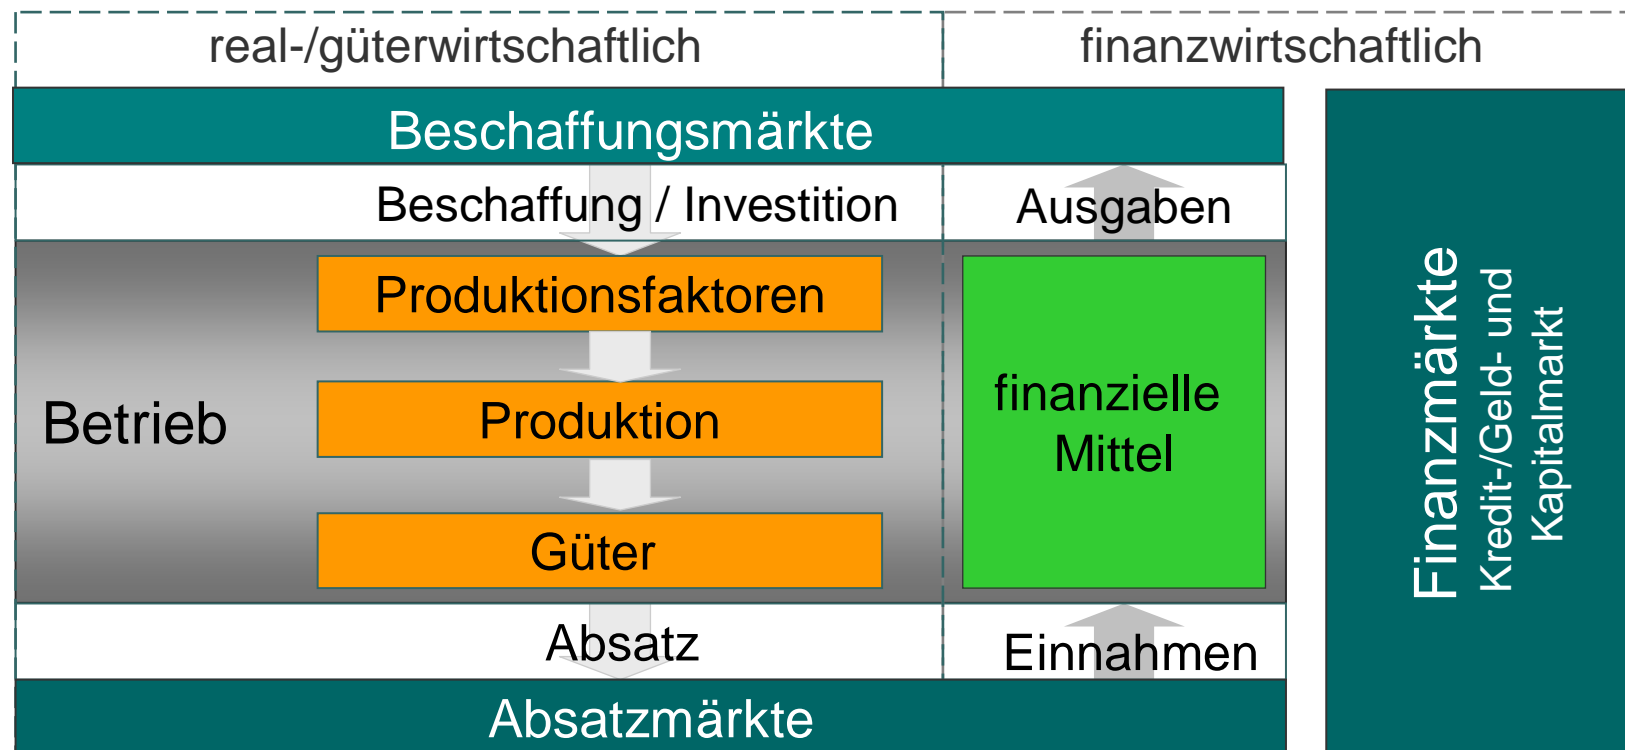 real-/güterwirtschaftlich
finanzwirtschaftlich
Beschaffungsmärkte
Beschaffung / Investition
Ausgaben
Produktionsfaktoren
Betrieb
Produktion
finanzielle
Mittel
Güter
Absatz
Einnahmen
Absatzmärkte
Finanzmärkte
Kredit-/Geld- und
Kapitalmarkt